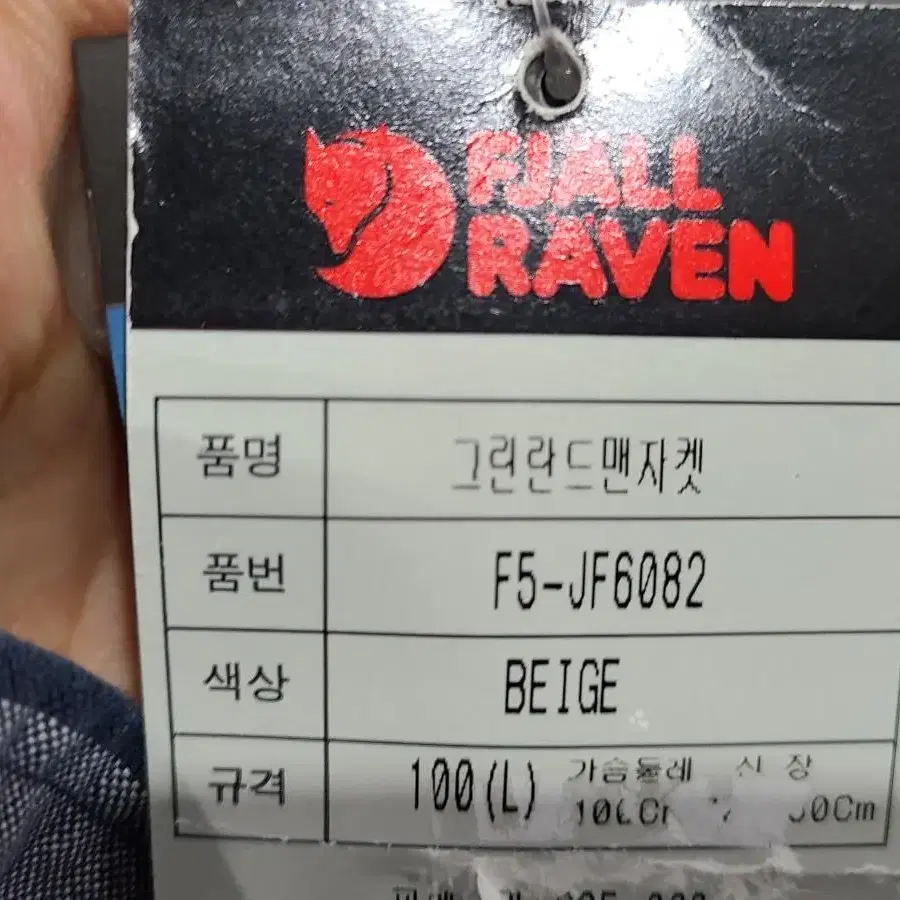 FJALL
RAVEN
품명 그린란드맨자켓
품번 F5-JF6082
색상 BEIGE
규격 100(L) 가슴둘레 신 장